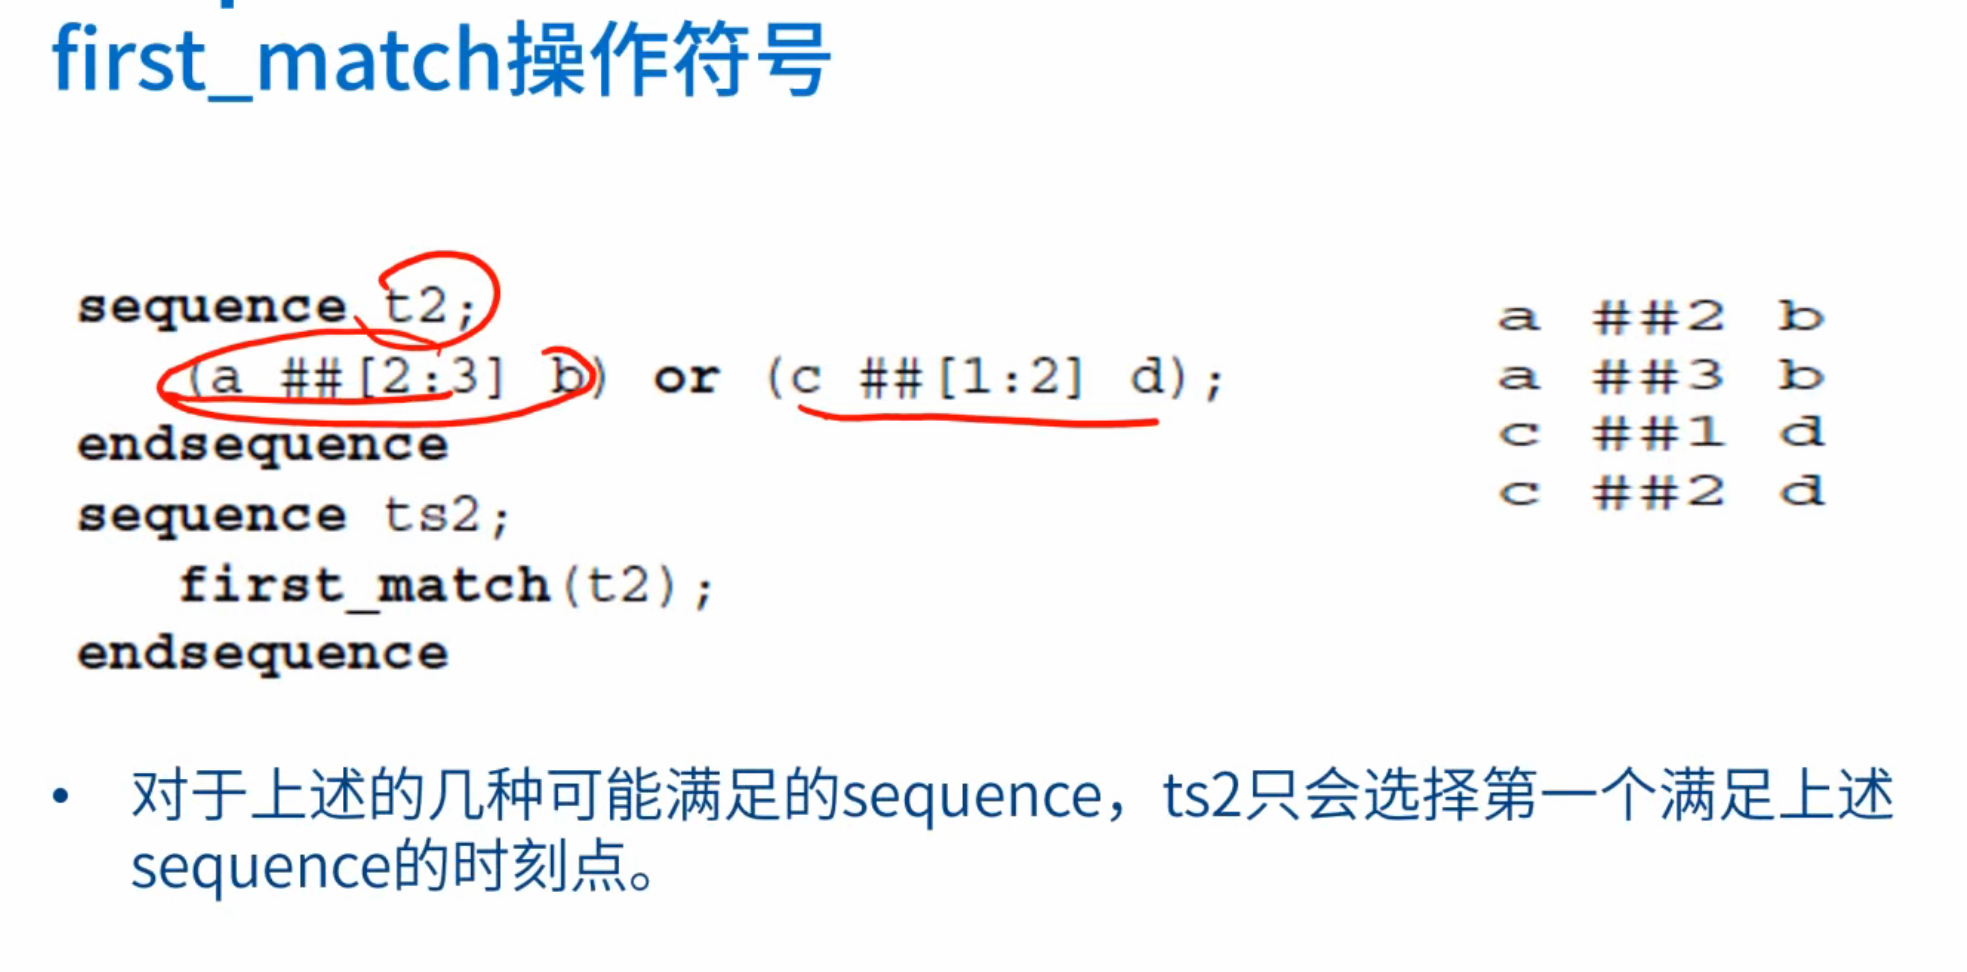 first_match操作符号
sequence t2;
(a ##[2:3] b) or (c ##[1:2] d);
endsequence
sequence ts2;
first_match(t2);
endsequence
a ##2 b
a ##3 b
c ##1 d
c ##2 d
• 对于上述的几种可能满足的sequence，ts2只会选择第一个满足上述
sequence的时刻点。